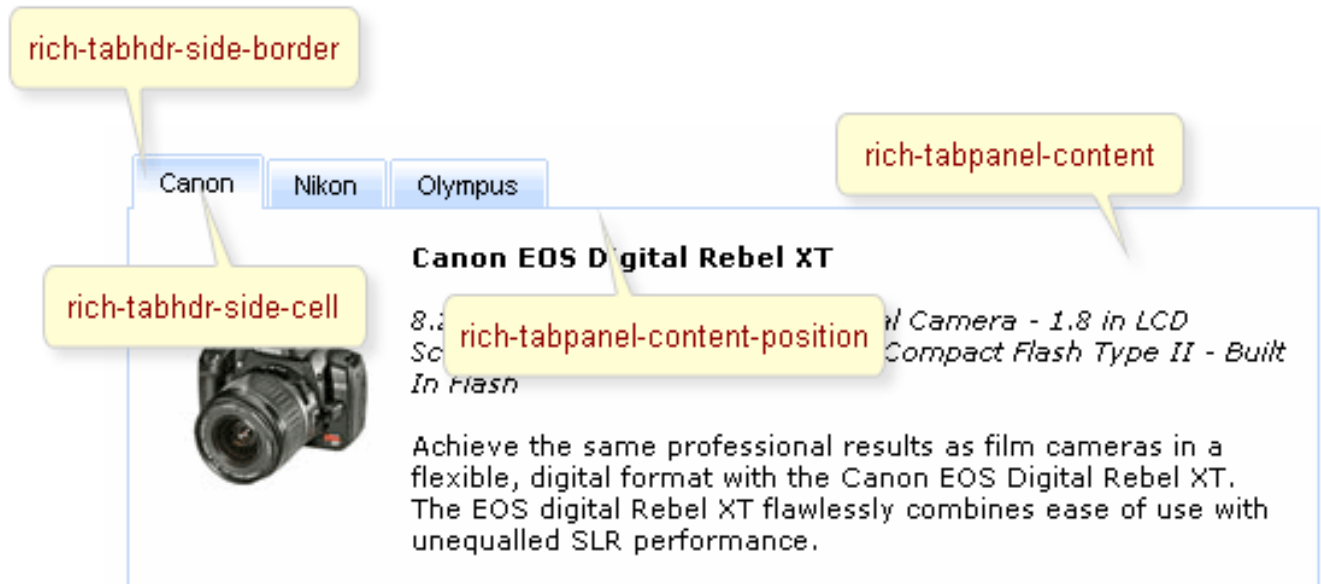 rich-tabhdr-side-border
rich-tabpanel-content
Canon Nikon Olympus
Canon EOS Digital Rebel XT
rich-tabhdr-side-cell
rich-tabpanel-content-position
8. Camera - 1.8 in LCD
Compact Flash Type II - Built
In Flash
Achieve the same professional results as film cameras in a
flexible, digital format with the Canon EOS Digital Rebel XT.
The EOS digital Rebel XT flawlessly combines ease of use with
unequalled SLR performance.